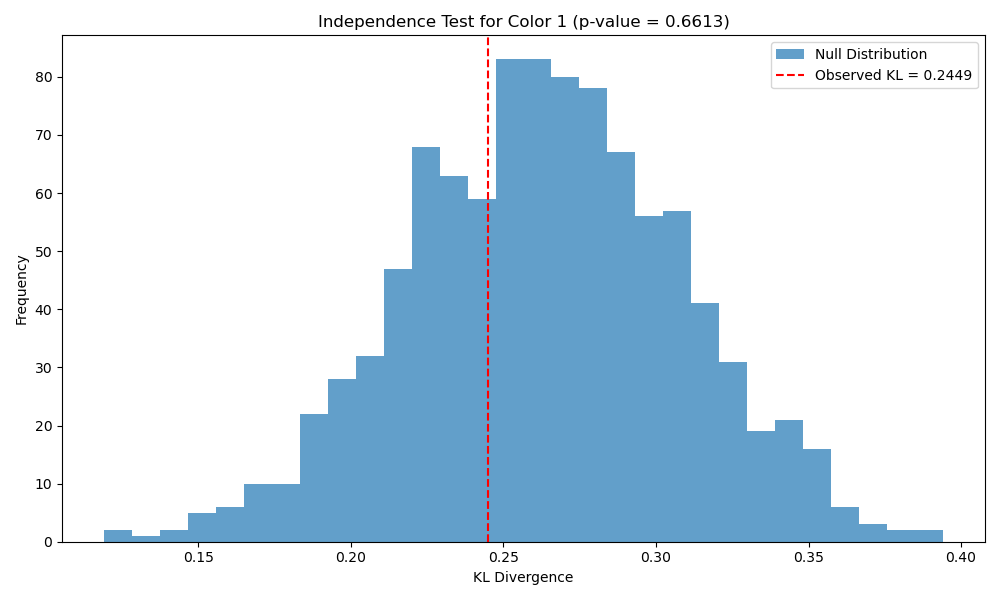 Independence Test for Color 1 (p-value = 0.6613)
Null Distribution
Observed KL = 0.2449
Frequency
80
70
60
50
40
30
20
10
0
0.15 0.20 0.25 0.30 0.35 0.40
KL Divergence